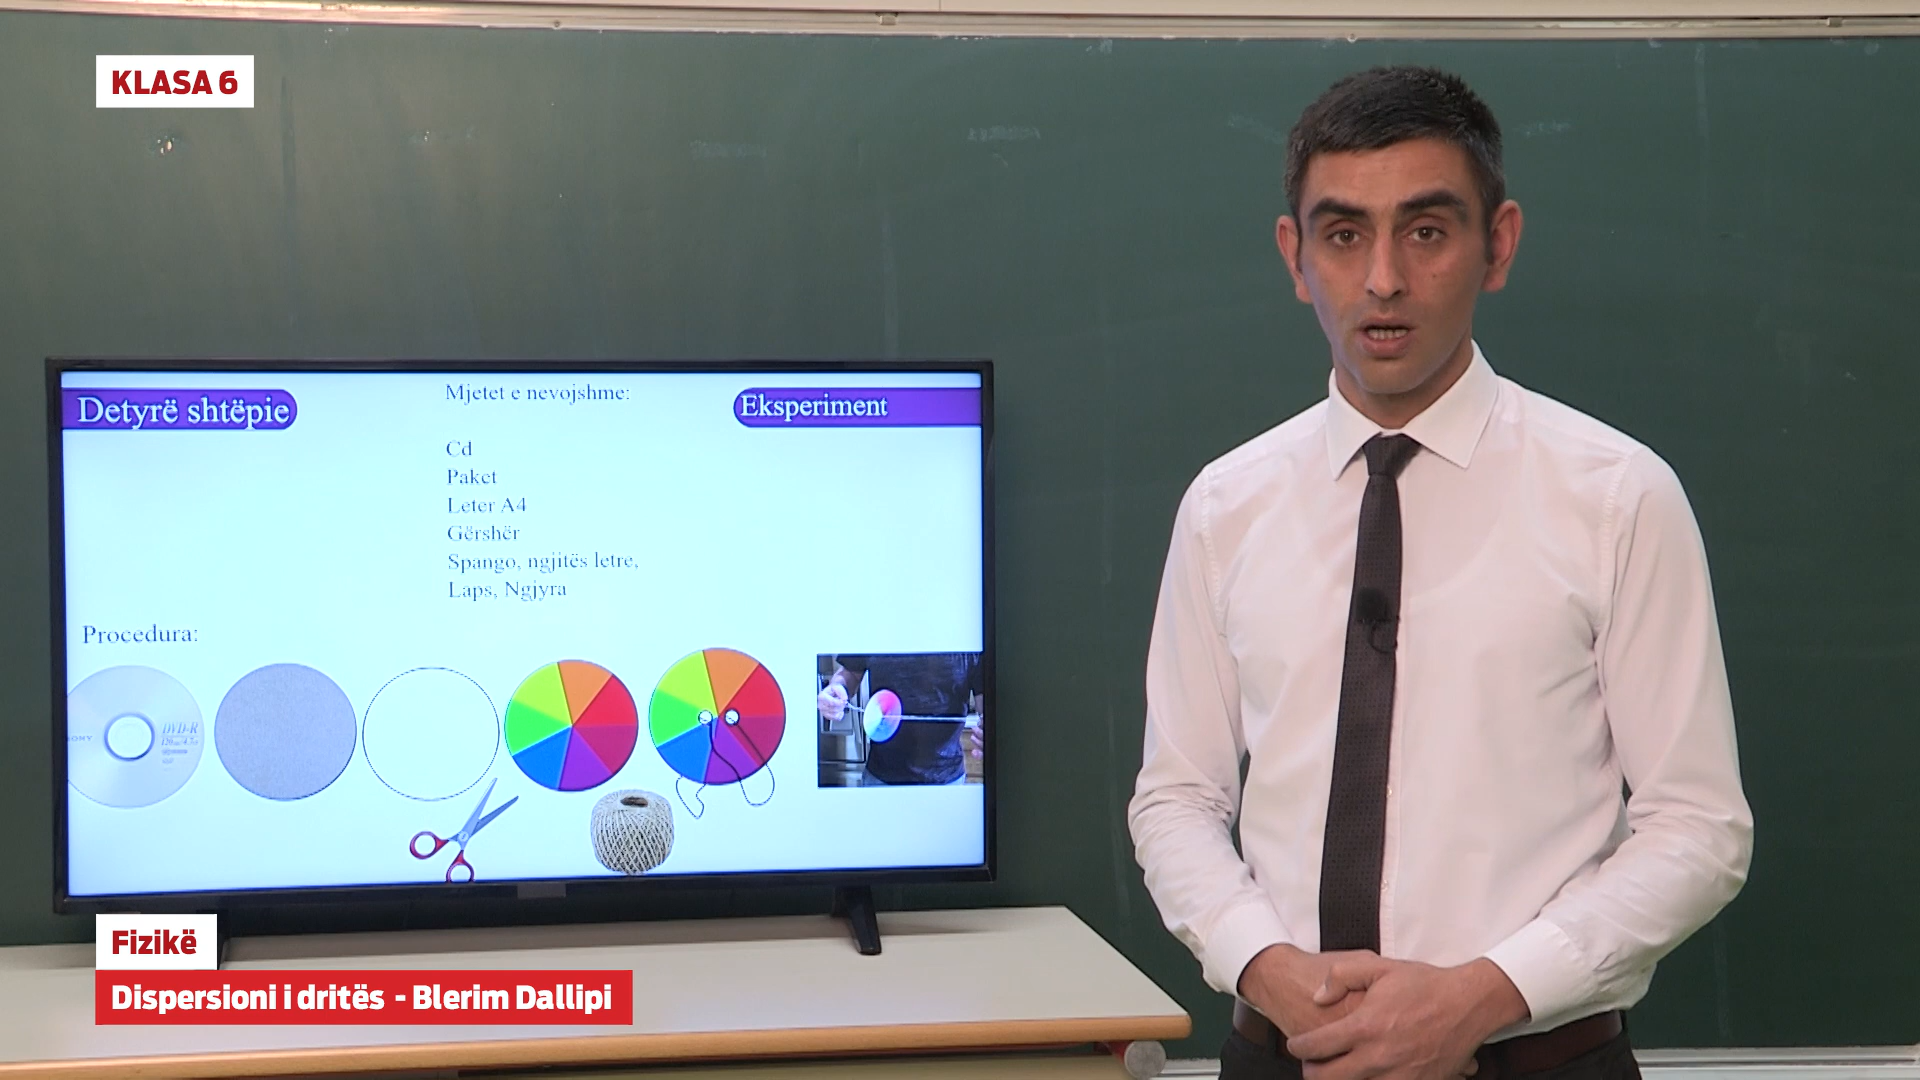 KLASA 6
Detyrë shtëpie
Mjetet e nevojshme:
Eksperiment
Cd
Paket
Leter A4
Gërshër
Spango, ngjitës letre,
Laps, Ngjyra
Procedura:
SONY
DVD-R
Fizikë
Dispersioni i dritës - Blerim Dallipi